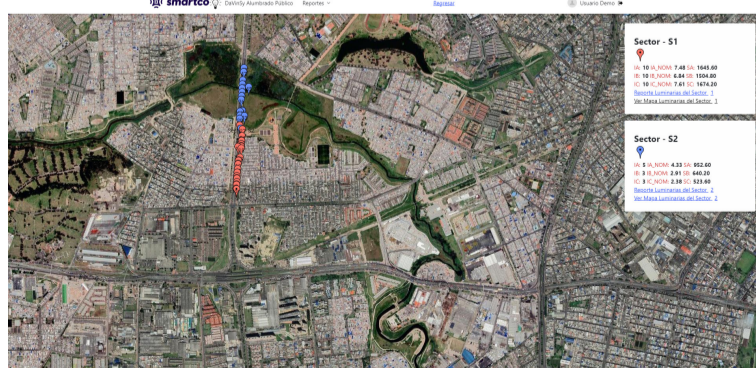 smartco
DaVinSy Alumbrado Público Reportes Regresar Usuario Demo
Sector - S1
IA: 10 IA_NOM: 7.48 SA: 1645.60
IB: 10 IB_NOM: 6.84 SB: 1504.80
IC: 10 IC_NOM: 7.61 SC: 1674.20
Reporte Luminarias del Sector 1
Ver Mapa Luminarias del Sector 1
Sector - S2
IA: 5 IA_NOM: 4.33 SA: 952.60
IB: 3 IB_NOM: 2.91 SB: 640.20
IC: 3 IC_NOM: 2.38 SC: 523.60
Reporte Luminarias del Sector 2
Ver Mapa Luminarias del Sector 2